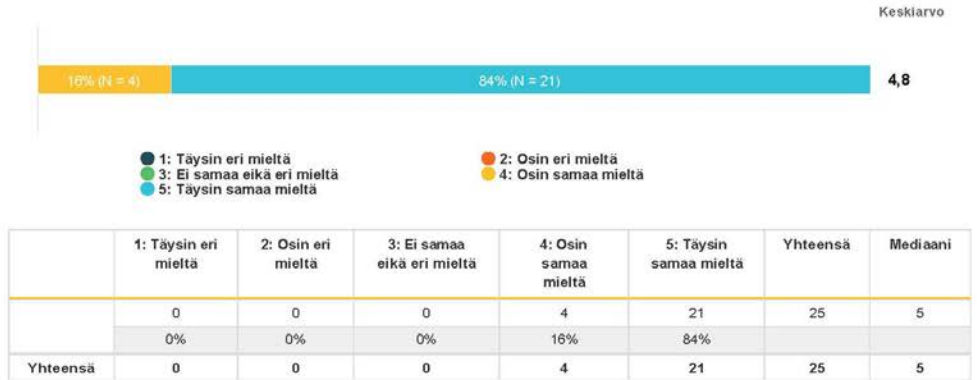 Keskiarvo
16% (N = 4)
84% (N = 21)
4,8
1: Täysin eri mieltä
2: Osin eri mieltä
3: Ei samaa eikä eri mieltä
4: Osin samaa mieltä
5: Täysin samaa mieltä
1: Täysin eri
mieltä
2: Osin eri
mieltä
3: Ei samaa
eikä eri mieltä
4: Osin
samaa
mieltä
5: Täysin
samaa mieltä
Yhteensä
Mediaani
0 0 0 4 21 25 5
0% 0% 0% 16% 84%
Yhteensä 0 0 0 4 21 25 5